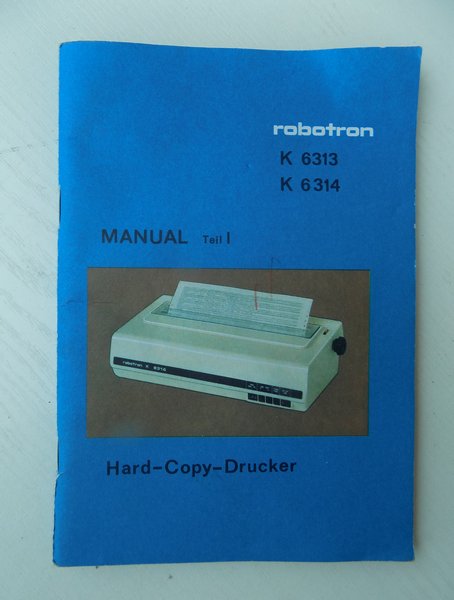 robotron
K 6313
K 6314
MANUAL Teil I
robotron K 6314
Hard-Copy-Drucker